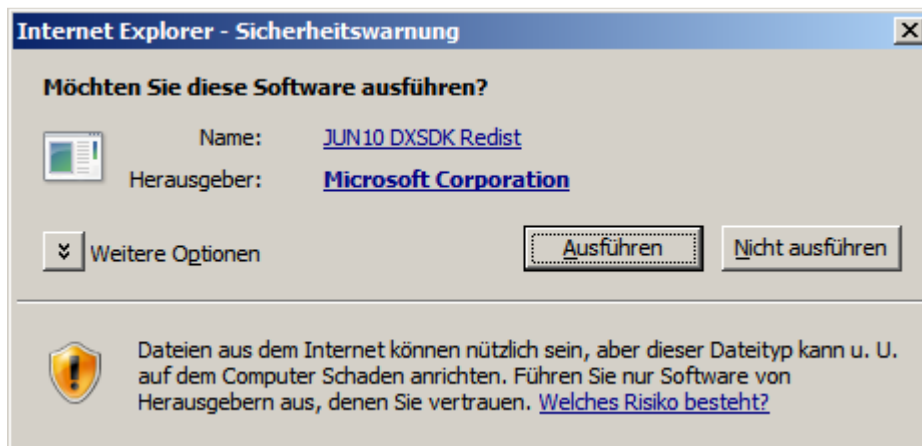 Internet Explorer - Sicherheitswarnung
Möchten Sie diese Software ausführen?
Name: JUN10 DXSDK Redist
Herausgeber: Microsoft Corporation
Weitere Optionen Ausführen Nicht ausführen
Dateien aus dem Internet können nützlich sein, aber dieser Dateityp kann u. U.
auf dem Computer Schaden anrichten. Führen Sie nur Software von
Herausgebern aus, denen Sie vertrauen. Welches Risiko besteht?